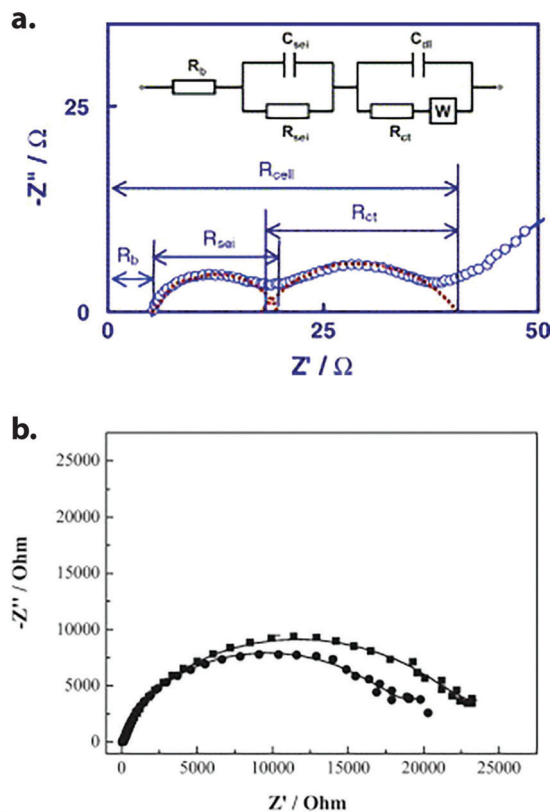 a.
C_sei C_dl
R_b
W
R_sei R_ct
25
-Z" / Ω
R_cell
R_ct
R_b R_sei
0
0 25 50
Z' / Ω
b.
25000
20000
15000
10000
5000
0
-Z" / Ohm
0 5000 10000 15000 20000 25000
Z' / Ohm